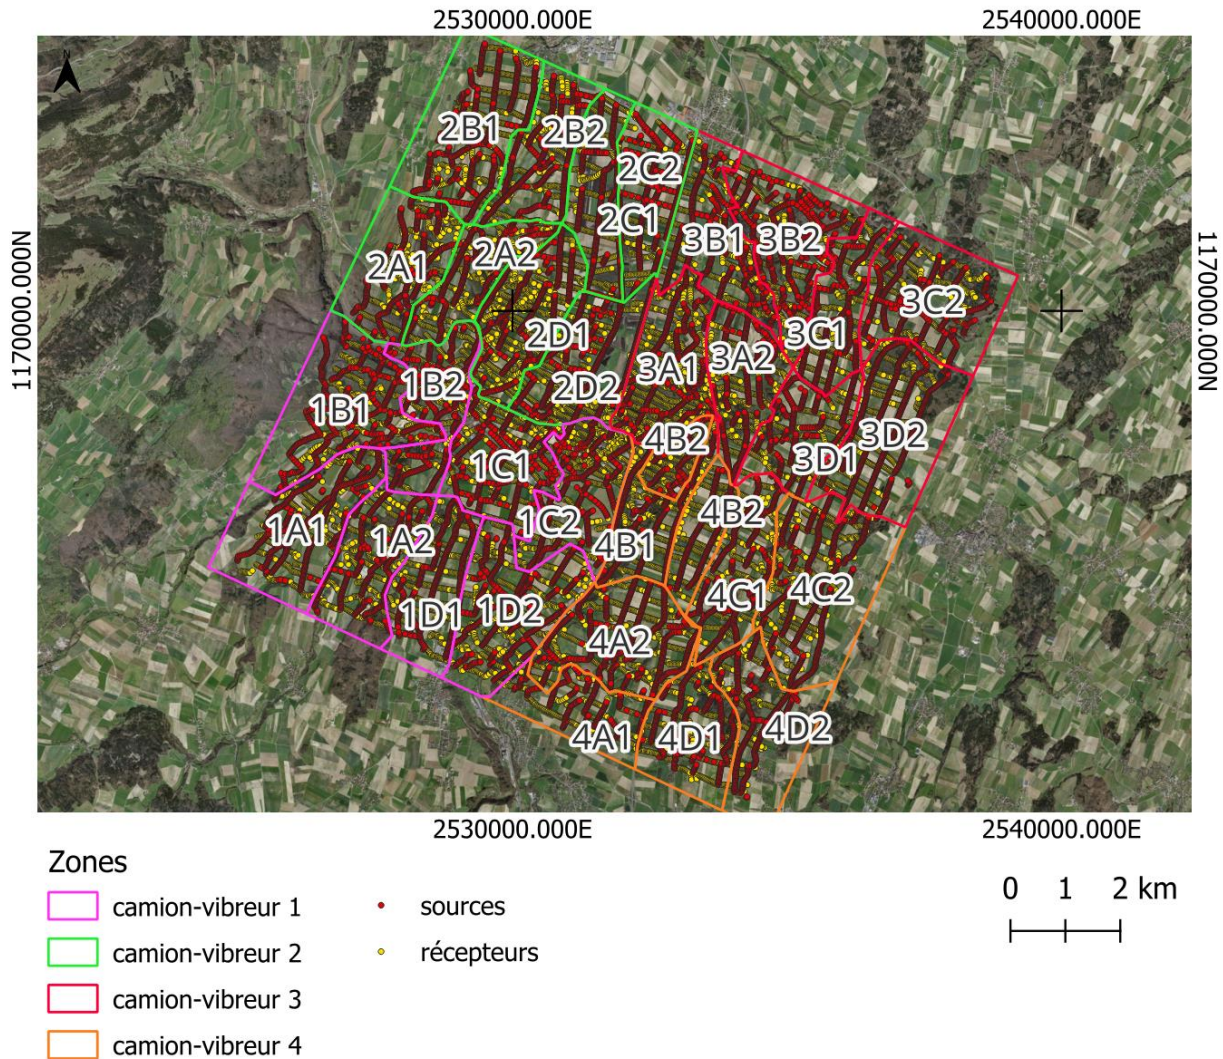 2530000.000E
2540000.000E
N
1170000.000N
1170000.000N
2B1
2B2
2C2
2C1
2A2
2A1
3B1
3B2
3C2
2D1
3C1
3A2
3A1
1B2
2D2
1B1
4B2
3D2
3D1
1C1
4B2
1C2
1A1
1A2
4B1
4C2
4C1
1D1
1D2
4A2
4D2
4A1
4D1
2530000.000E
2540000.000E
Zones
camion-vibreur 1
camion-vibreur 2
camion-vibreur 3
camion-vibreur 4
sources
récepteurs
0 1 2 km